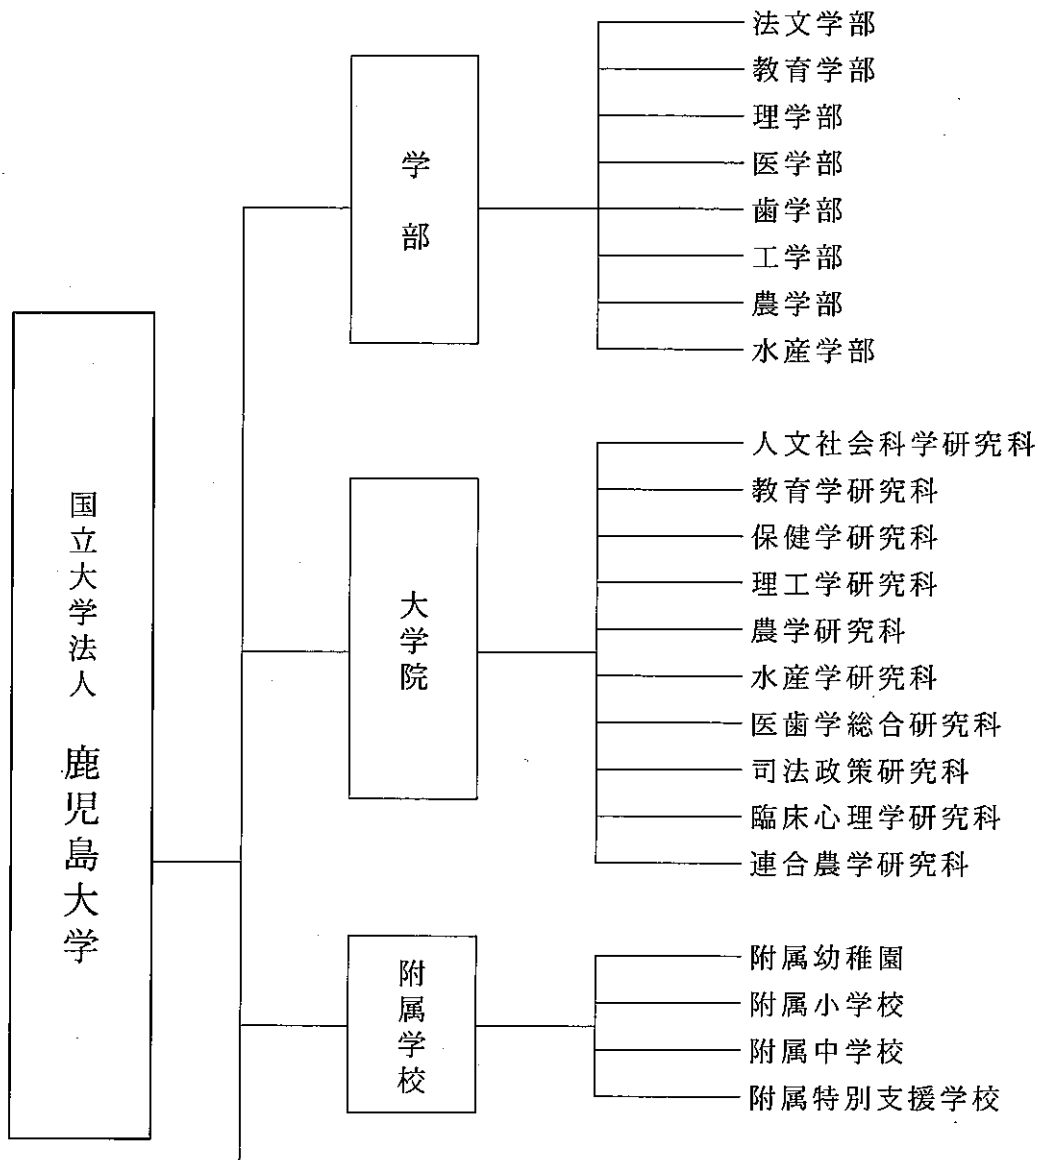 国立大学法人 鹿児島大学
学部
法文学部
教育学部
理学部
医学部
歯学部
工学部
農学部
水産学部
大学院
人文社会科学研究科
教育学研究科
保健学研究科
理工学研究科
農学研究科
水産学研究科
医歯学総合研究科
司法政策研究科
臨床心理学研究科
連合農学研究科
附属学校
附属幼稚園
附属小学校
附属中学校
附属特別支援学校